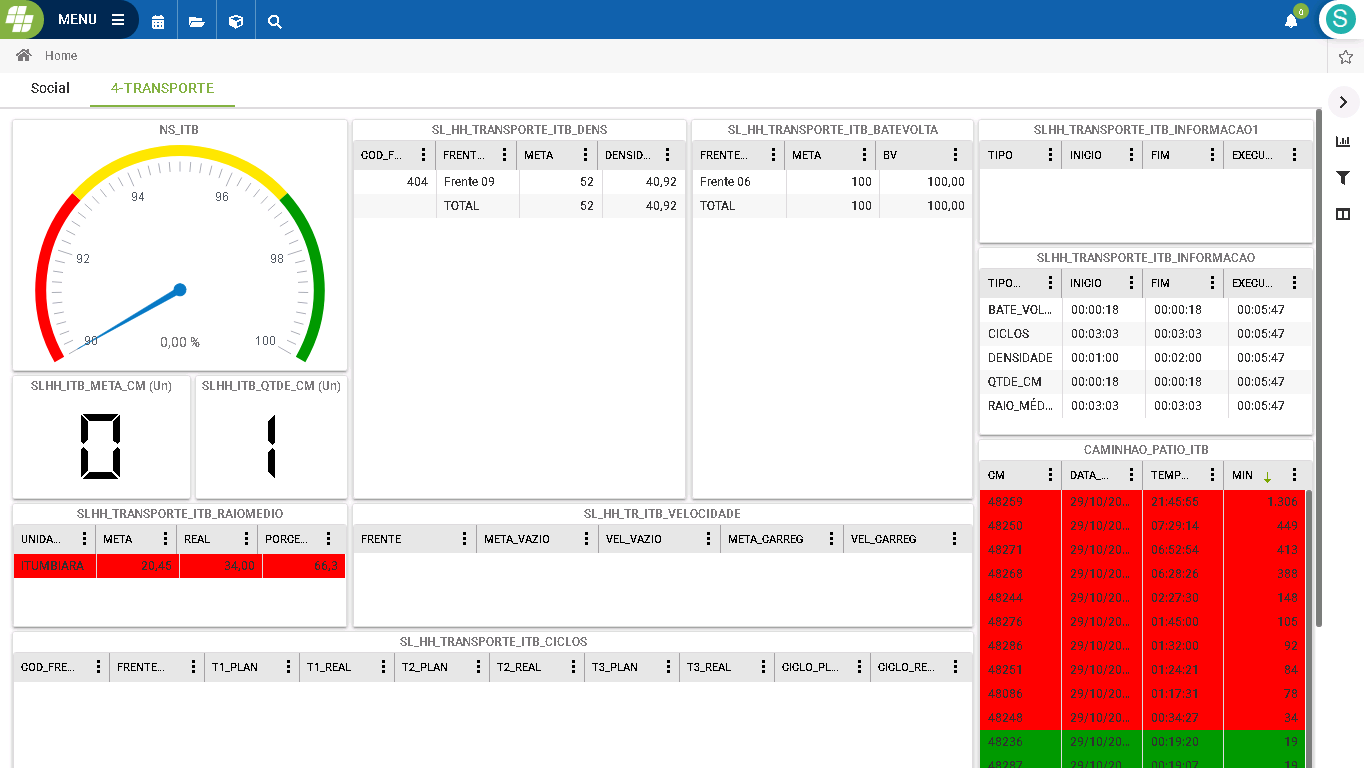 MENU
0
S
Home
Social
4-TRANSPORTE
NS_ITB
94 96
92 98
90 0,00 % 100
SLHH_ITB_META_CM (Un)
0
SLHH_ITB_QTDE_CM (Un)
1
SL_HH_TRANSPORTE_ITB_DENS
COD_F... FRENT... META DENSID...
404 Frente 09 52 40,92
TOTAL 52 40,92
SL_HH_TRANSPORTE_ITB_BATEVOLTA
FRENTE... META BV
Frente 06 100 100,00
TOTAL 100 100,00
SLHH_TRANSPORTE_ITB_INFORMACAO1
TIPO INICIO FIM EXECU...
SLHH_TRANSPORTE_ITB_INFORMACAO
TIPO... INICIO FIM EXECU...
BATE_VOL... 00:00:18 00:00:18 00:05:47
CICLOS 00:03:03 00:03:03 00:05:47
DENSIDADE 00:01:00 00:02:00 00:05:47
QTDE_CM 00:00:18 00:00:18 00:05:47
RAIO_MÉD... 00:03:03 00:03:03 00:05:47
SLHH_TRANSPORTE_ITB_RAIOMEDIO
UNIDA... META REAL PORCE...
ITUMBIARA 20,45 34,00 66,3
SL_HH_TR_ITB_VELOCIDADE
FRENTE META_VAZIO VEL_VAZIO META_CARREG VEL_CARREG
SL_HH_TRANSPORTE_ITB_CICLOS
COD_FRE... FRENTE... T1_PLAN T1_REAL T2_PLAN T2_REAL T3_PLAN T3_REAL CICLO_PL... CICLO_RE...
CAMINHAO_PATIO_ITB
CM DATA_... TEMP... MIN
48259 29/10/20... 21:45:55 1.306
48250 29/10/20... 07:29:14 449
48271 29/10/20... 06:52:54 413
48268 29/10/20... 06:28:26 388
48244 29/10/20... 02:27:30 148
48276 29/10/20... 01:45:00 105
48286 29/10/20... 01:32:00 92
48251 29/10/20... 01:24:21 84
48086 29/10/20... 01:17:31 78
48248 29/10/20... 00:34:27 34
48236 29/10/20... 00:19:20 19
48287 29/10/20... 00:19:07 19